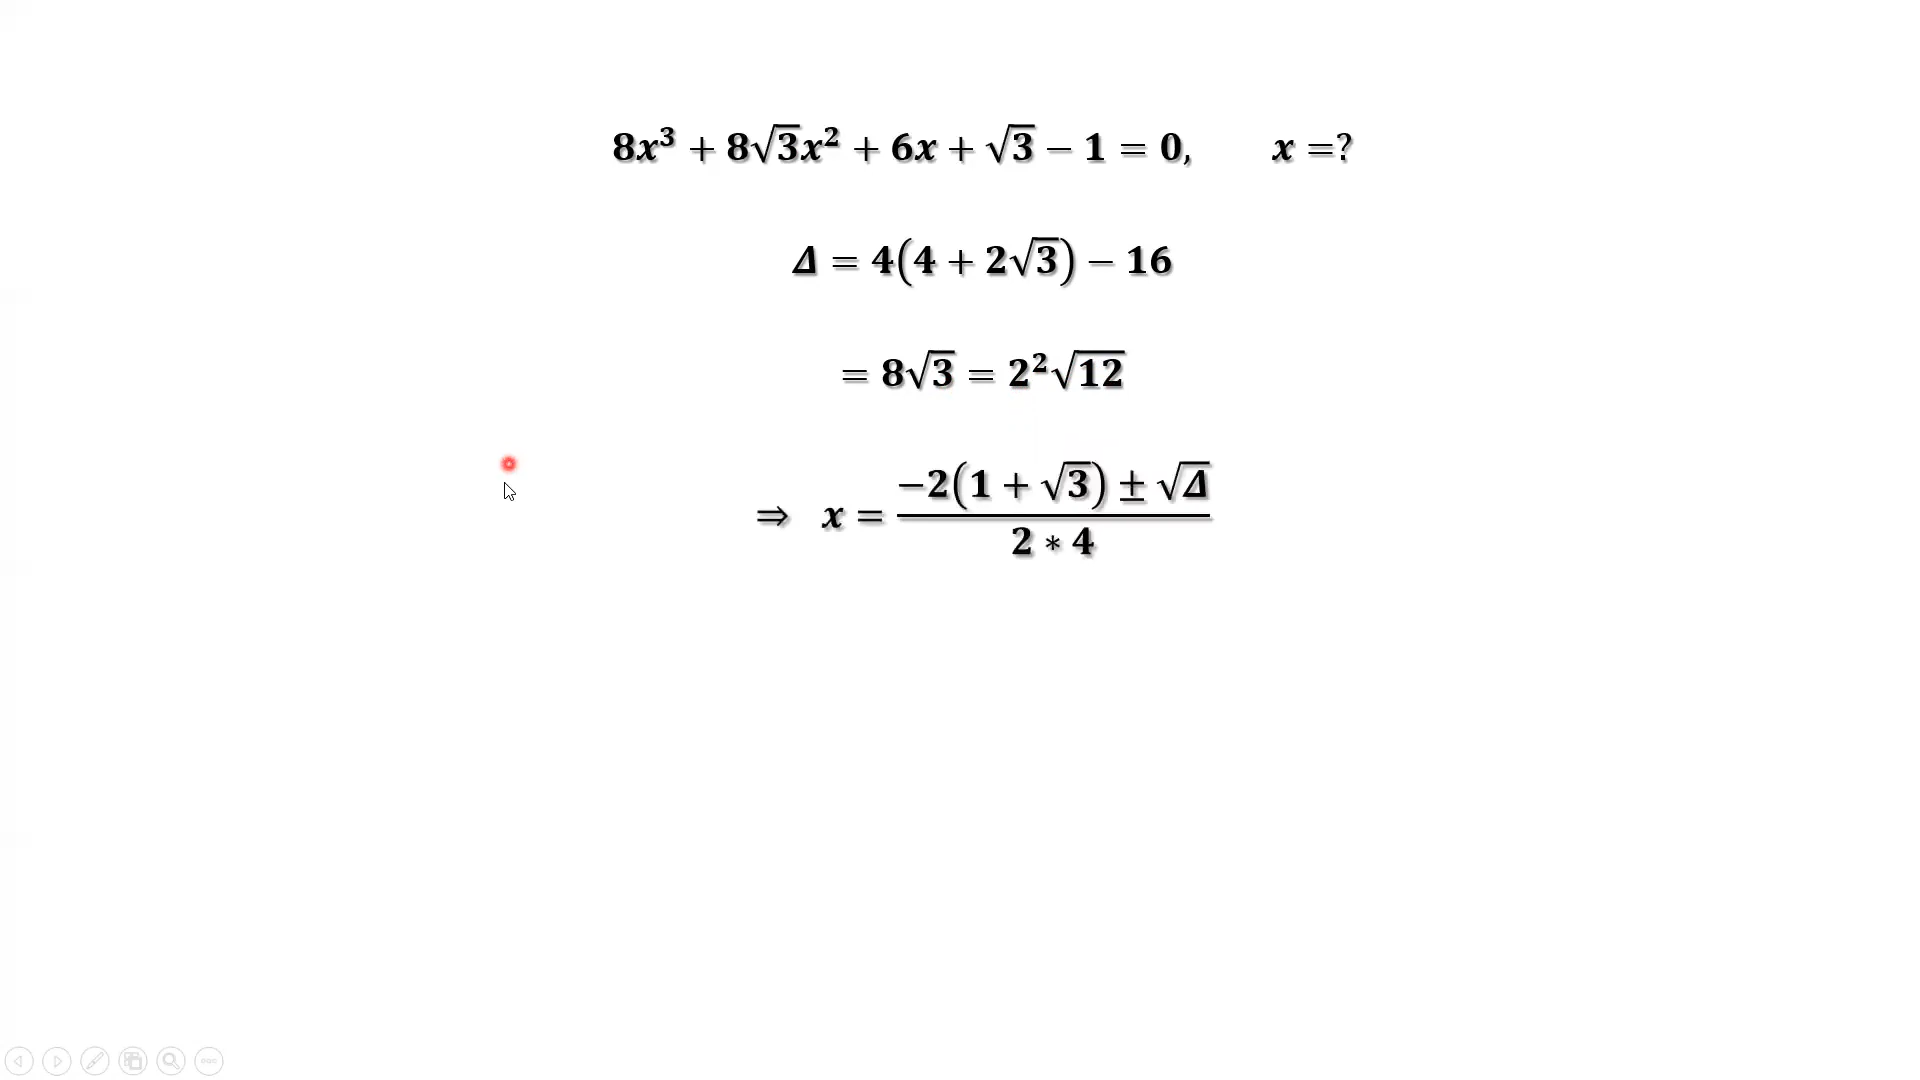 8x³ + 8√3x² + 6x + √3 − 1 = 0, x =?
Δ = 4(4 + 2√3) − 16
= 8√3 = 2²√12
⇒ x = (−2(1 + √3) ± √Δ) / (2 * 4)